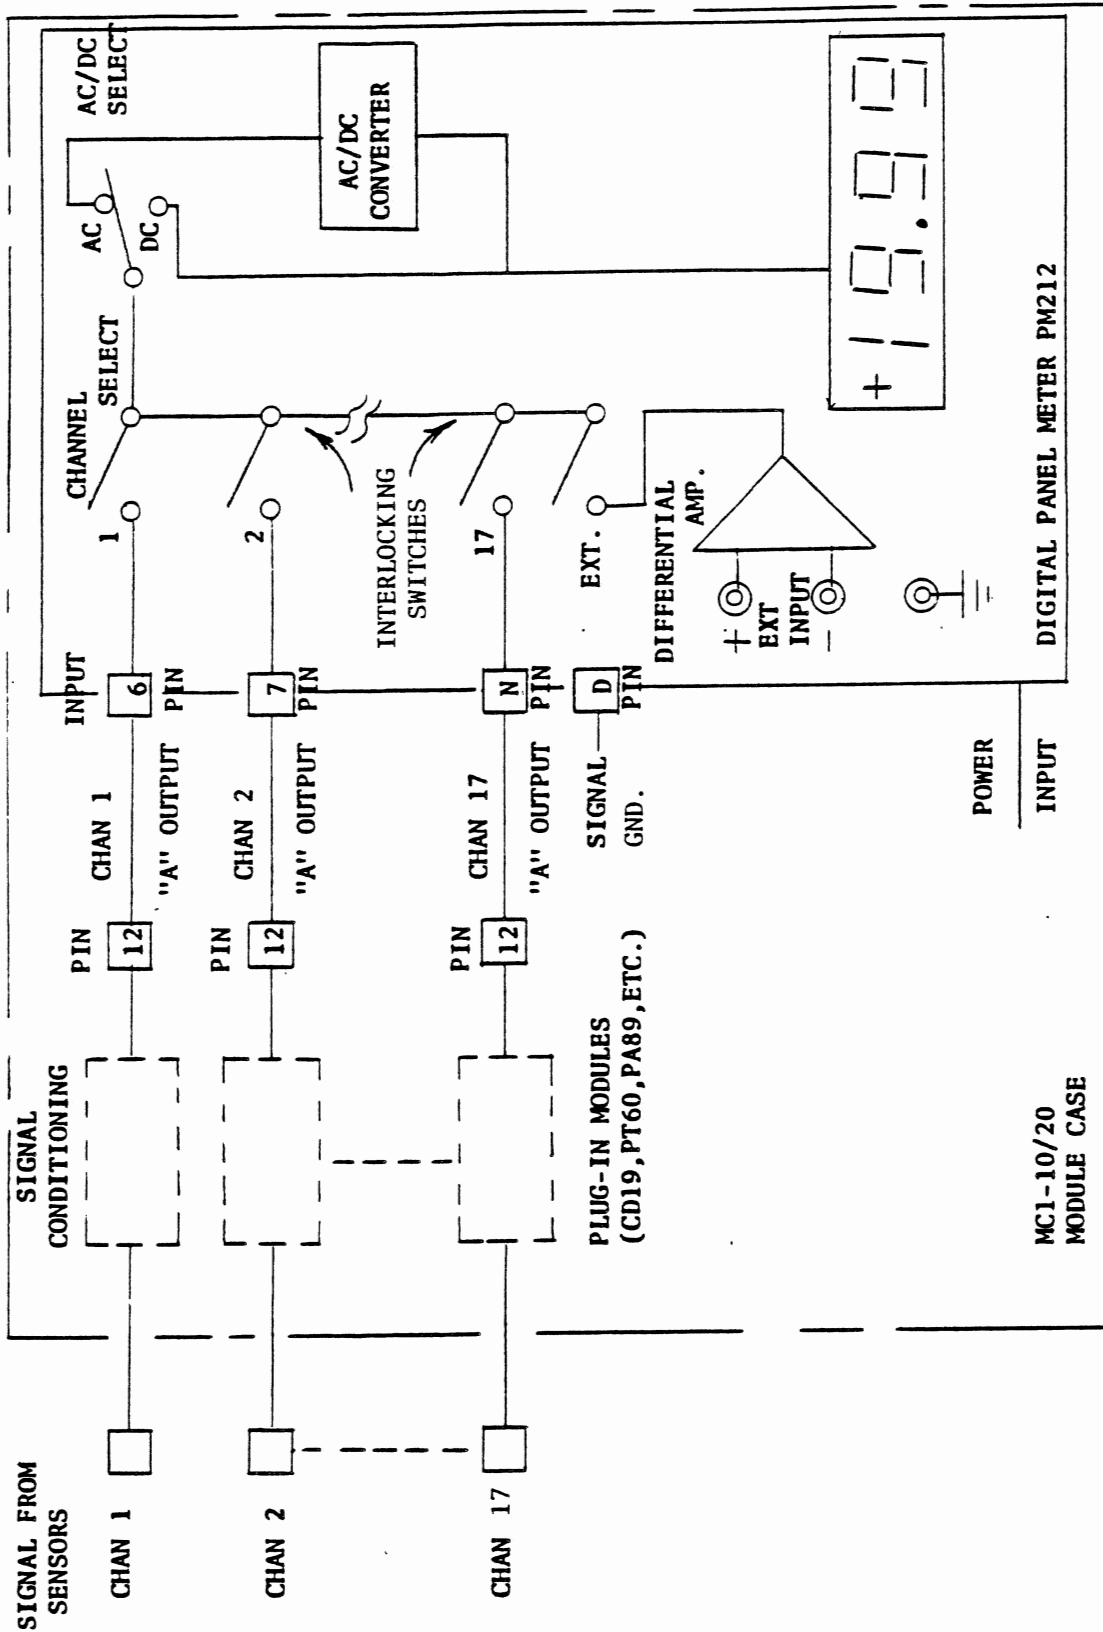 SIGNAL FROM
SENSORS
CHAN 1
CHAN 2
CHAN 17
SIGNAL
CONDITIONING
PLUG-IN MODULES
(CD19,PT60,PA89,ETC.)
MC1-10/20
MODULE CASE
PIN
12
PIN
12
PIN
12
CHAN 1
"A" OUTPUT
CHAN 2
"A" OUTPUT
CHAN 17
"A" OUTPUT
SIGNAL
GND.
POWER
INPUT
INPUT
6
PIN
7
PIN
N
PIN
D
PIN
CHANNEL
SELECT
1
2
17
EXT.
INTERLOCKING
SWITCHES
DIFFERENTIAL
AMP.
+
EXT
INPUT
-
AC/DC
SELECT
AC
DC
AC/DC
CONVERTER
+19.99
DIGITAL PANEL METER PM212